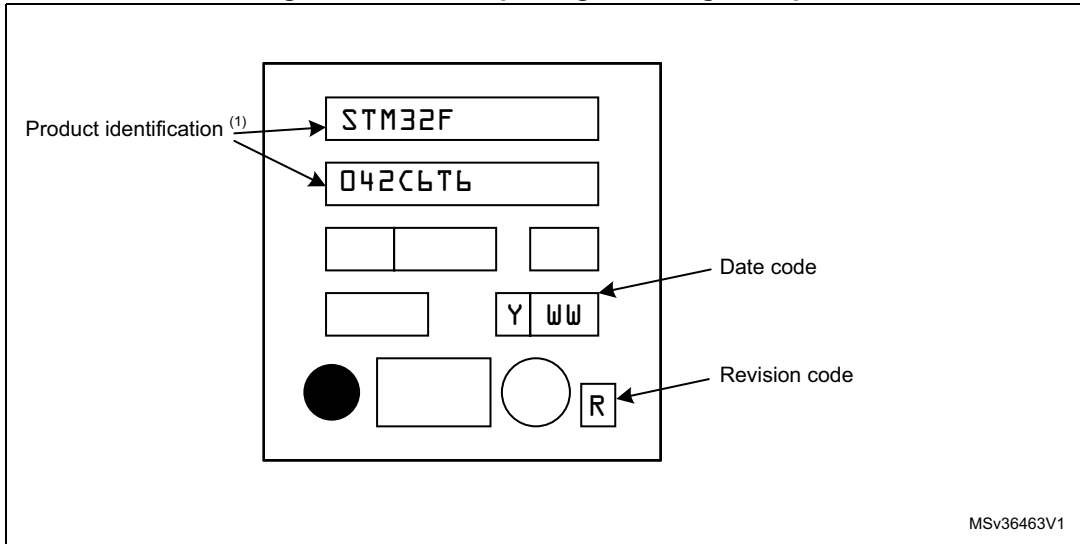 STM32F
Product identification (1)
042C6T6
Date code
Y WW
Revision code
R
MSv36463V1